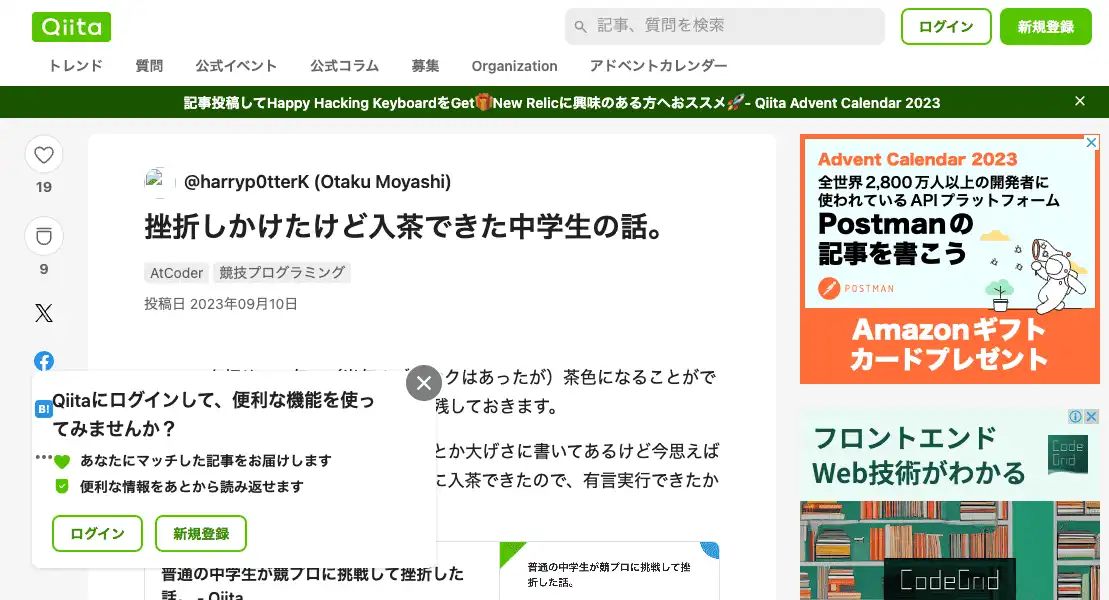 Qiita
記事、質問を検索
ログイン
新規登録
トレンド 質問 公式イベント 公式コラム 募集 Organization アドベントカレンダー
記事投稿してHappy Hacking KeyboardをGet🎁New Relicに興味のある方へおススメ🚀- Qiita Advent Calendar 2023
19
9
@harryp0tterK (Otaku Moyashi)
挫折しかけたけど入茶できた中学生の話。
AtCoder 競技プログラミング
投稿日 2023年09月10日
クはあったが）茶色になることがで
残しておきます。
とか大げさに書いてあるけど今思えば
に入茶できたので、有言実行できたか
B!
Qiitaにログインして、便利な機能を使っ
てみませんか？
あなたにマッチした記事をお届けします
便利な情報をあとから読み返せます
ログイン 新規登録
普通の中学生が競プロに挑戦して挫折した
話。 - Qiita
普通の中学生が競プロに挑戦して挫
折した話。
Advent Calendar 2023
全世界2,800万人以上の開発者に
使われているAPIプラットフォーム
Postmanの
記事を書こう
POSTMAN
Amazonギフト
カードプレゼント
フロントエンド
Web技術がわかる
Code
Grid
CodeGrid